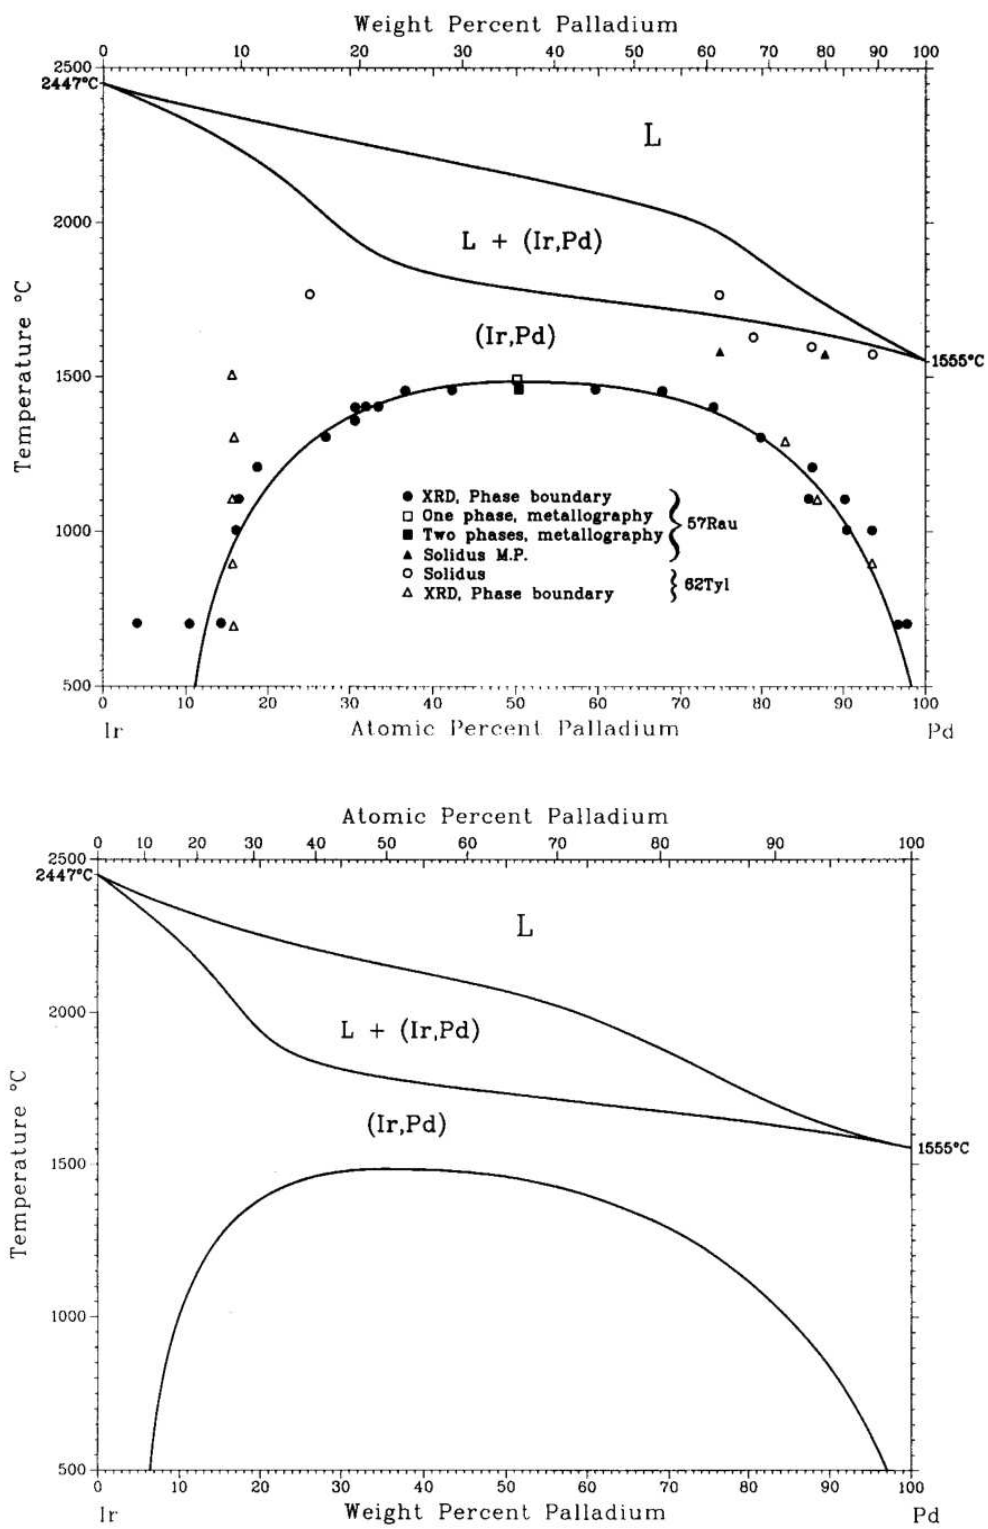 Weight Percent Palladium
0 10 20 30 40 50 60 70 80 90 100
2500
2447°C
L
2000
L + (Ir,Pd)
Temperature °C
(Ir,Pd)
1555°C
1500
XRD, Phase boundary
One phase, metallography
57Rau
Two phases, metallography
1000
Solidus M.P.
Solidus
62Tyl
XRD, Phase boundary
500
0 10 20 30 40 50 60 70 80 90 100
Ir Atomic Percent Palladium Pd
Atomic Percent Palladium
0 10 20 30 40 50 60 70 80 90 100
2500
2447°C
L
2000
L + (Ir,Pd)
Temperature °C
(Ir,Pd)
1555°C
1500
1000
500
0 10 20 30 40 50 60 70 80 90 100
Ir Weight Percent Palladium Pd